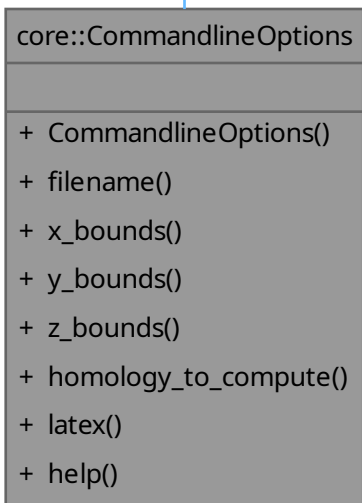 core::CommandlineOptions
+ CommandlineOptions()
+ filename()
+ x_bounds()
+ y_bounds()
+ z_bounds()
+ homology_to_compute()
+ latex()
+ help()